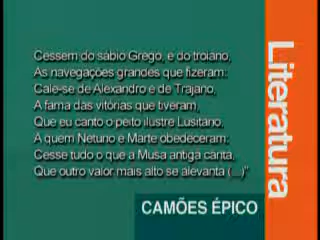 Cessem do sábio Grego, e do troiano,
As navegações grandes que fizeram:
Cale-se de Alexandro e de Trajano,
A fama das vitórias que tiveram,
Que eu canto o peito ilustre Lusitano,
A quem Netuno e Marte obedeceram:
Cesse tudo o que a Musa antiga canta,
Que outro valor mais alto se alevanta (...)"
CAMÕES ÉPICO
Literatura